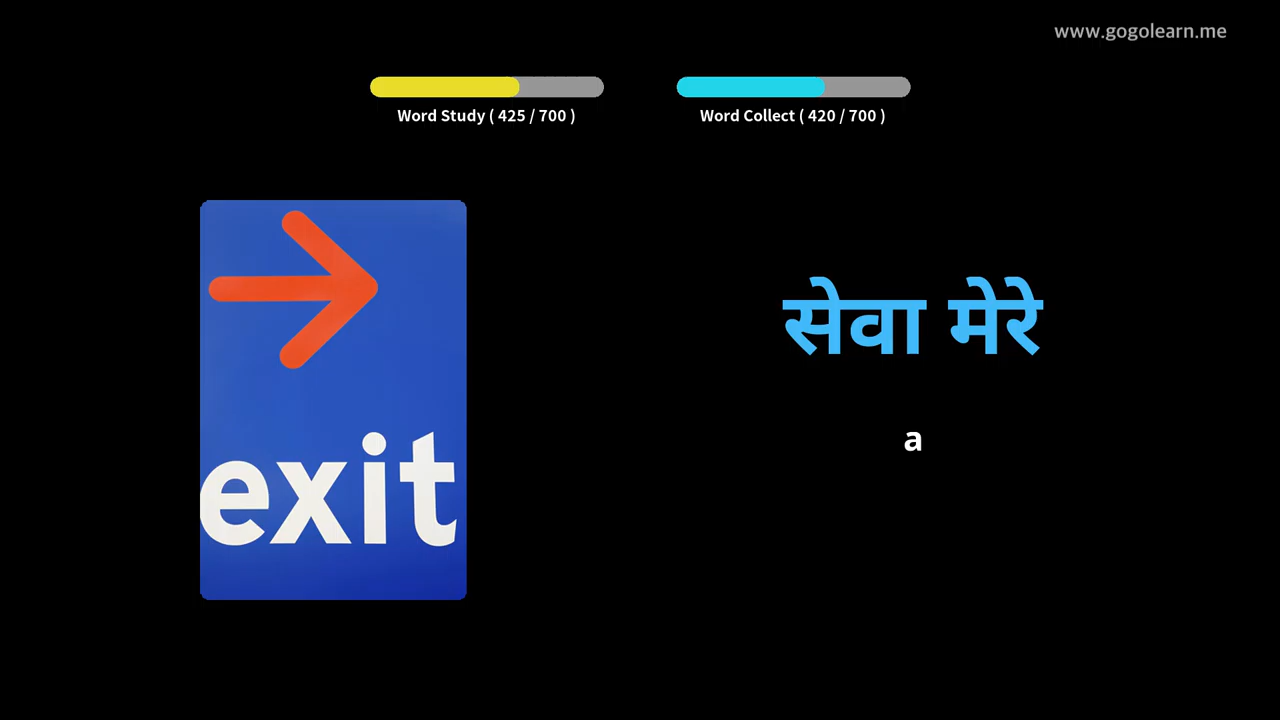 www.gogolearn.me
Word Study ( 425 / 700 )
Word Collect ( 420 / 700 )
exit
सेवा मेरे
a